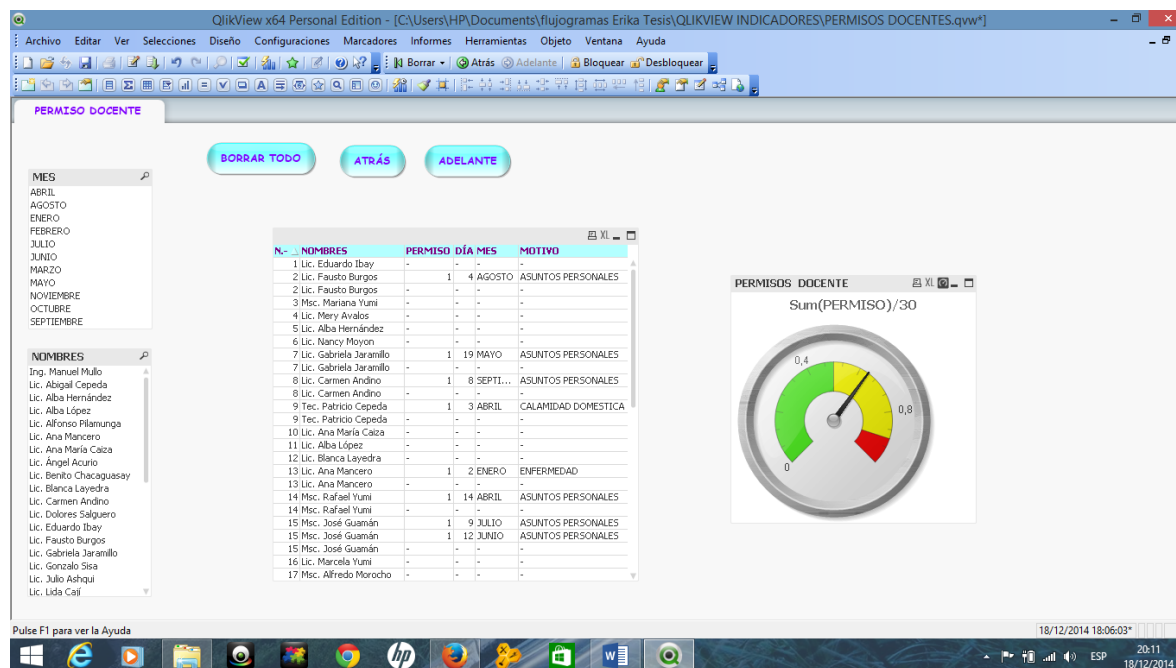 QlikView x64 Personal Edition - [C:\Users\HP\Documents\flujogramas Erika Tesis\QLIKVIEW INDICADORES\PERMISOS DOCENTES.qvw*]
Archivo Editar Ver Selecciones Diseño Configuraciones Marcadores Informes Herramientas Objeto Ventana Ayuda
Borrar Atrás Adelante Bloquear Desbloquear
PERMISO DOCENTE
BORRAR TODO ATRÁS ADELANTE
MES
ABRIL
AGOSTO
ENERO
FEBRERO
JULIO
JUNIO
MARZO
MAYO
NOVIEMBRE
OCTUBRE
SEPTIEMBRE
NOMBRES
Ing. Manuel Mullo
Lic. Abigail Cepeda
Lic. Alba Hernández
Lic. Alba López
Lic. Alfonso Pilamunga
Lic. Ana Mancero
Lic. Ana María Caiza
Lic. Ángel Acurio
Lic. Benito Chacaguasay
Lic. Blanca Layedra
Lic. Carmen Andino
Lic. Dolores Salguero
Lic. Eduardo Ibay
Lic. Fausto Burgos
Lic. Gabriela Jaramillo
Lic. Gonzalo Sisa
Lic. Julio Ashqui
Lic. Lida Cají
XL
N.- NOMBRES PERMISO DÍA MES MOTIVO
1 Lic. Eduardo Ibay - - - -
2 Lic. Fausto Burgos 1 4 AGOSTO ASUNTOS PERSONALES
2 Lic. Fausto Burgos - - - -
3 Msc. Mariana Yumi - - - -
4 Lic. Mery Avalos - - - -
5 Lic. Alba Hernández - - - -
6 Lic. Nancy Moyon - - - -
7 Lic. Gabriela Jaramillo 1 19 MAYO ASUNTOS PERSONALES
7 Lic. Gabriela Jaramillo - - - -
8 Lic. Carmen Andino 1 8 SEPTI... ASUNTOS PERSONALES
8 Lic. Carmen Andino - - - -
9 Tec. Patricio Cepeda 1 3 ABRIL CALAMIDAD DOMESTICA
9 Tec. Patricio Cepeda - - - -
10 Lic. Ana María Caiza - - - -
11 Lic. Alba López - - - -
12 Lic. Blanca Layedra - - - -
13 Lic. Ana Mancero 1 2 ENERO ENFERMEDAD
13 Lic. Ana Mancero - - - -
14 Msc. Rafael Yumi 1 14 ABRIL ASUNTOS PERSONALES
14 Msc. Rafael Yumi - - - -
15 Msc. José Guamán 1 9 JULIO ASUNTOS PERSONALES
15 Msc. José Guamán 1 12 JUNIO ASUNTOS PERSONALES
15 Msc. José Guamán - - - -
16 Lic. Marcela Yumi - - - -
17 Msc. Alfredo Morocho - - - -
PERMISOS DOCENTE XL
Sum(PERMISO)/30
0,4
0,8
0
Pulse F1 para ver la Ayuda 18/12/2014 18:06:03*
ESP 20:11
18/12/2014